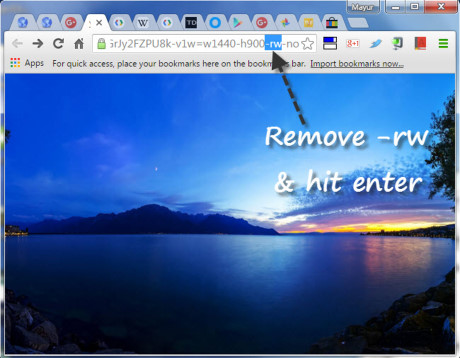 Mayur
TD
SrJy2FZPU8k-v1w=w1440-h900-rw-no
Apps For quick access, place your bookmarks here on the bookmarks bar. Import bookmarks now...
Remove -rw
& hit enter